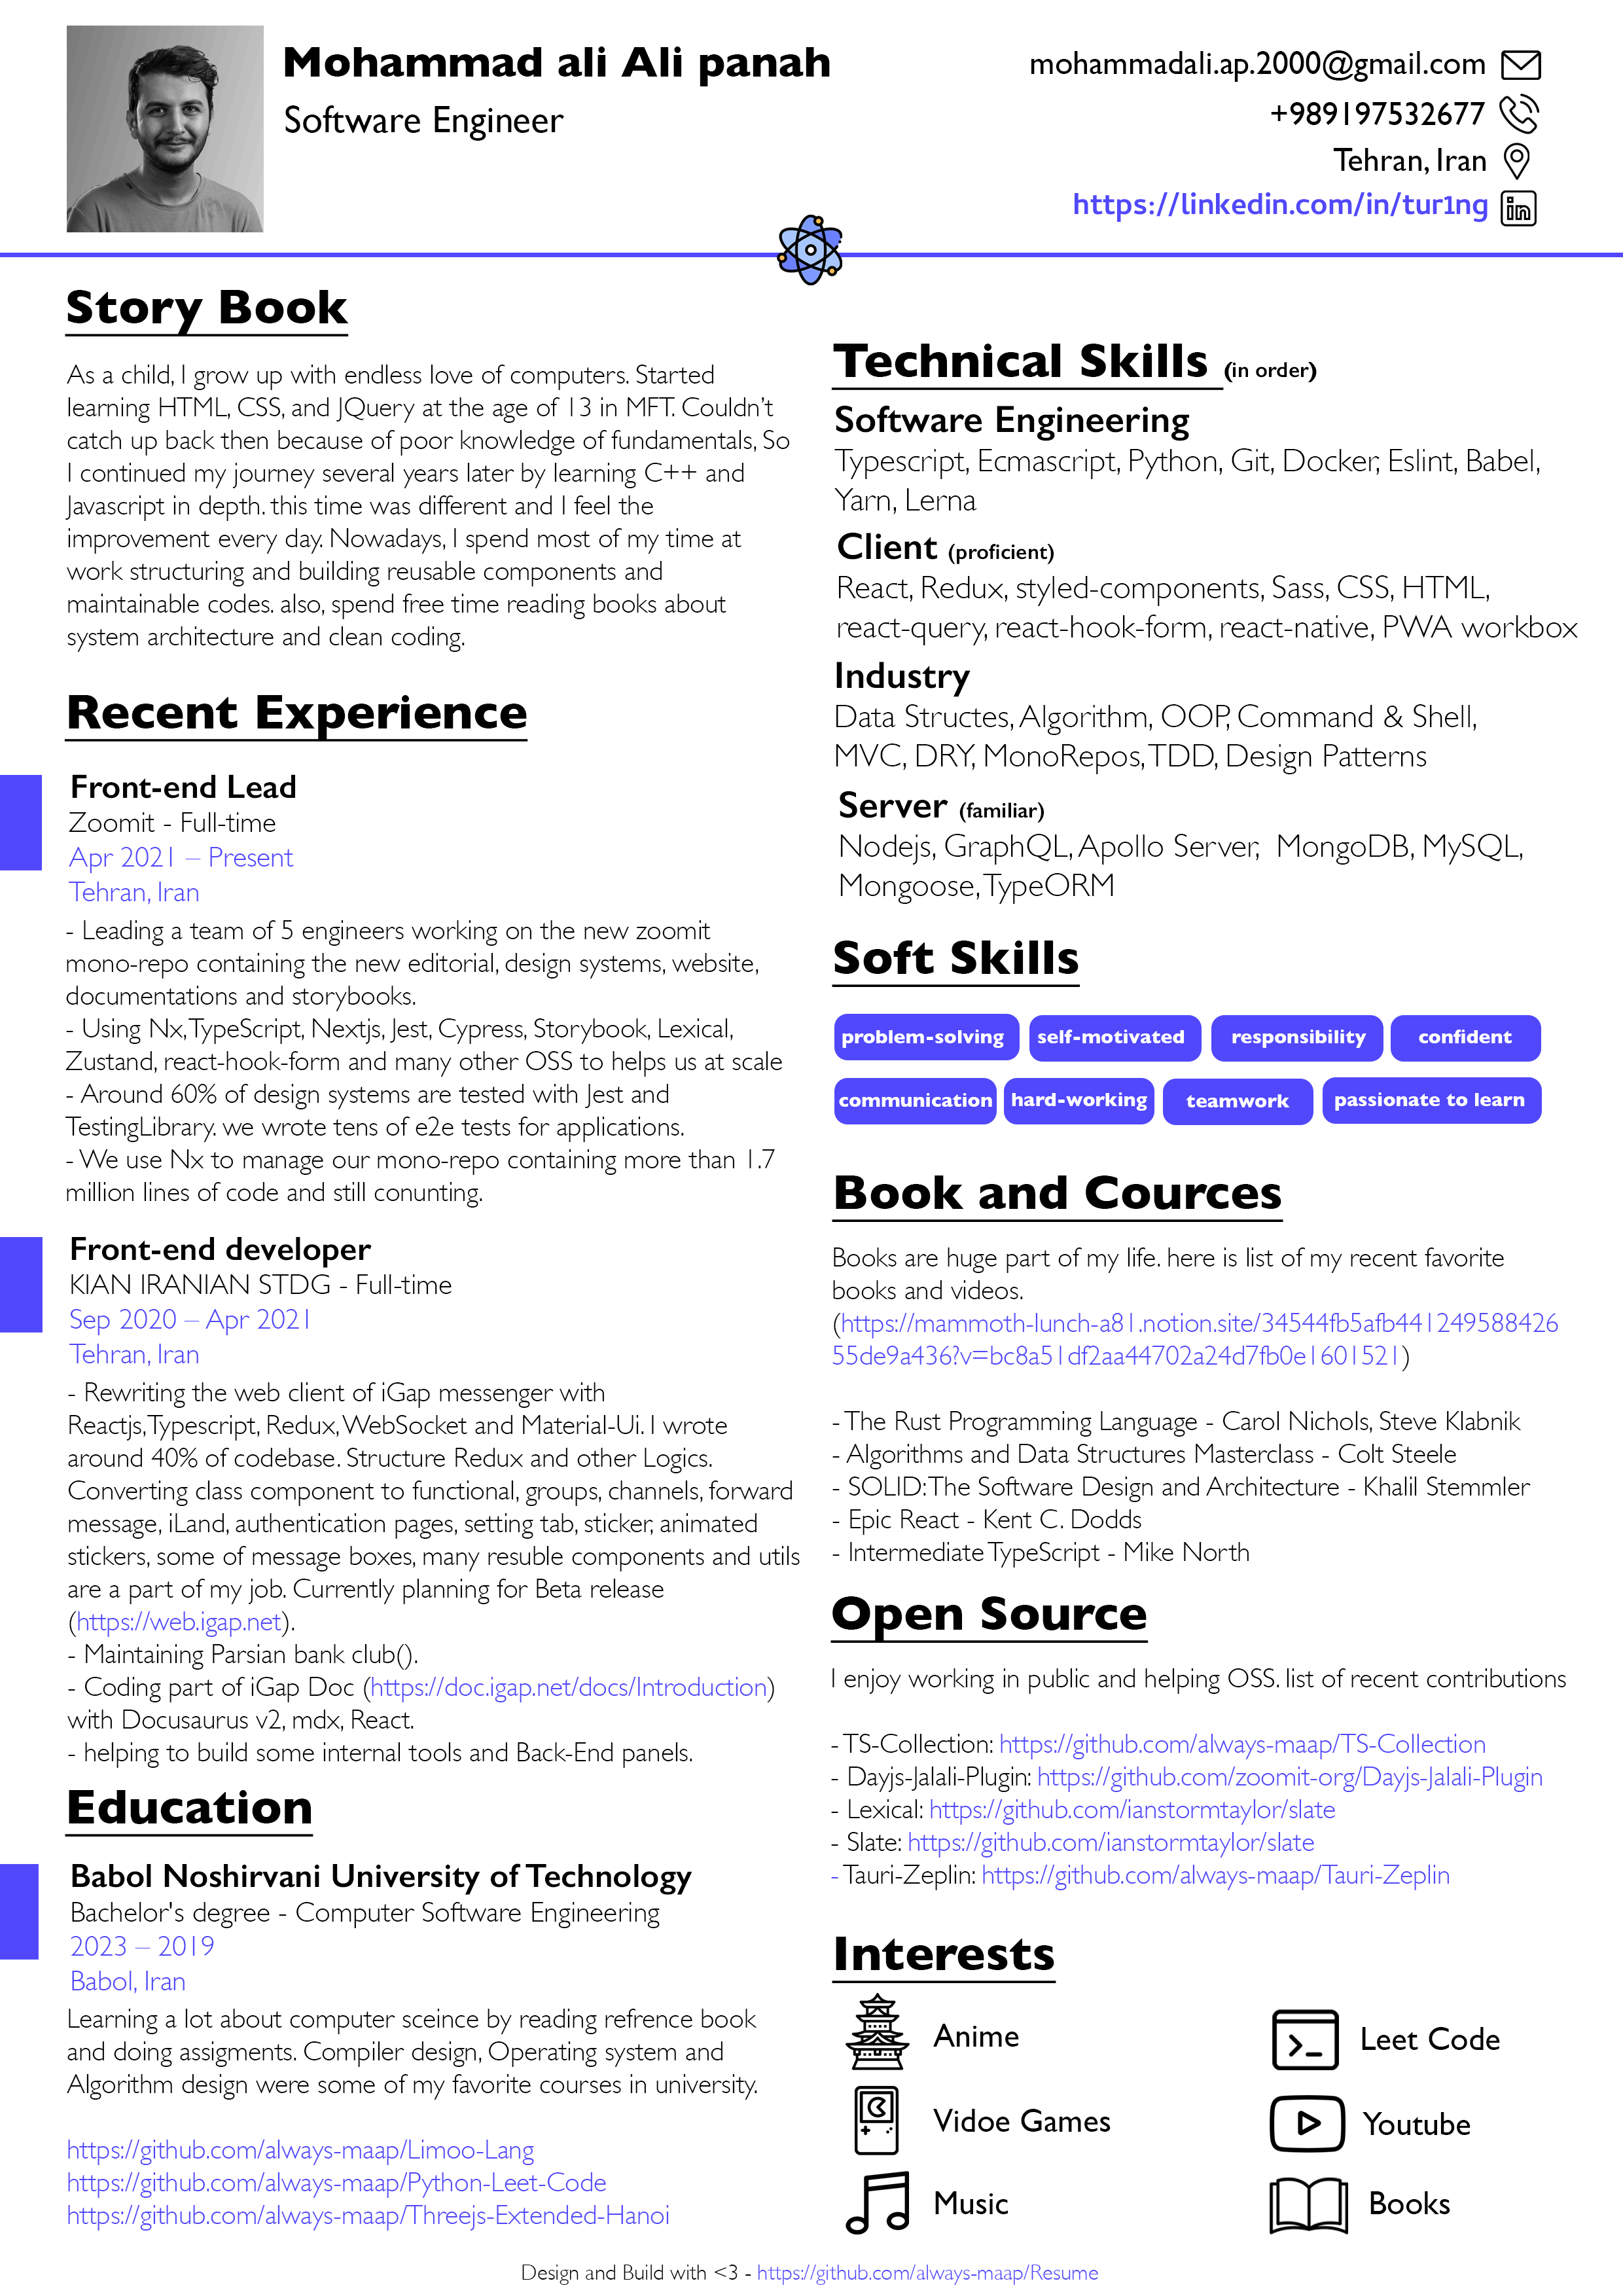 Mohammad ali Ali panah
Software Engineer
mohammadali.ap.2000@gmail.com
+989197532677
Tehran, Iran
https://linkedin.com/in/tur1ng
Story Book
As a child, I grow up with endless love of computers. Started
learning HTML, CSS, and JQuery at the age of 13 in MFT. Couldn't
catch up back then because of poor knowledge of fundamentals, So
I continued my journey several years later by learning C++ and
Javascript in depth. this time was different and I feel the
improvement every day. Nowadays, I spend most of my time at
work structuring and building reusable components and
maintainable codes. also, spend free time reading books about
system architecture and clean coding.
Recent Experience
Front-end Lead
Zoomit - Full-time
Apr 2021 – Present
Tehran, Iran
- Leading a team of 5 engineers working on the new zoomit
mono-repo containing the new editorial, design systems, website,
documentations and storybooks.
- Using Nx, TypeScript, Nextjs, Jest, Cypress, Storybook, Lexical,
Zustand, react-hook-form and many other OSS to helps us at scale
- Around 60% of design systems are tested with Jest and
TestingLibrary. we wrote tens of e2e tests for applications.
- We use Nx to manage our mono-repo containing more than 1.7
million lines of code and still conunting.
Front-end developer
KIAN IRANIAN STDG - Full-time
Sep 2020 – Apr 2021
Tehran, Iran
- Rewriting the web client of iGap messenger with
Reactjs, Typescript, Redux, WebSocket and Material-Ui. I wrote
around 40% of codebase. Structure Redux and other Logics.
Converting class component to functional, groups, channels, forward
message, iLand, authentication pages, setting tab, sticker, animated
stickers, some of message boxes, many resuble components and utils
are a part of my job. Currently planning for Beta release
(https://web.igap.net).
- Maintaining Parsian bank club().
- Coding part of iGap Doc (https://doc.igap.net/docs/Introduction)
with Docusaurus v2, mdx, React.
- helping to build some internal tools and Back-End panels.
Education
Babol Noshirvani University of Technology
Bachelor's degree - Computer Software Engineering
2023 – 2019
Babol, Iran
Learning a lot about computer sceince by reading refrence book
and doing assigments. Compiler design, Operating system and
Algorithm design were some of my favorite courses in university.
https://github.com/always-maap/Limoo-Lang
https://github.com/always-maap/Python-Leet-Code
https://github.com/always-maap/Threejs-Extended-Hanoi
Technical Skills (in order)
Software Engineering
Typescript, Ecmascript, Python, Git, Docker, Eslint, Babel,
Yarn, Lerna
Client (proficient)
React, Redux, styled-components, Sass, CSS, HTML,
react-query, react-hook-form, react-native, PWA workbox
Industry
Data Structes, Algorithm, OOP, Command & Shell,
MVC, DRY, MonoRepos, TDD, Design Patterns
Server (familiar)
Nodejs, GraphQL, Apollo Server, MongoDB, MySQL,
Mongoose, TypeORM
Soft Skills
problem-solving self-motivated responsibility confident
communication hard-working teamwork passionate to learn
Book and Cources
Books are huge part of my life. here is list of my recent favorite
books and videos.
(https://mammoth-lunch-a81.notion.site/34544fb5afb441249588426
55de9a436?v=bc8a51df2aa44702a24d7fb0e1601521)
- The Rust Programming Language - Carol Nichols, Steve Klabnik
- Algorithms and Data Structures Masterclass - Colt Steele
- SOLID: The Software Design and Architecture - Khalil Stemmler
- Epic React - Kent C. Dodds
- Intermediate TypeScript - Mike North
Open Source
I enjoy working in public and helping OSS. list of recent contributions
- TS-Collection: https://github.com/always-maap/TS-Collection
- Dayjs-Jalali-Plugin: https://github.com/zoomit-org/Dayjs-Jalali-Plugin
- Lexical: https://github.com/ianstormtaylor/slate
- Slate: https://github.com/ianstormtaylor/slate
- Tauri-Zeplin: https://github.com/always-maap/Tauri-Zeplin
Interests
Anime
Leet Code
Vidoe Games
Youtube
Music
Books
Design and Build with <3 - https://github.com/always-maap/Resume